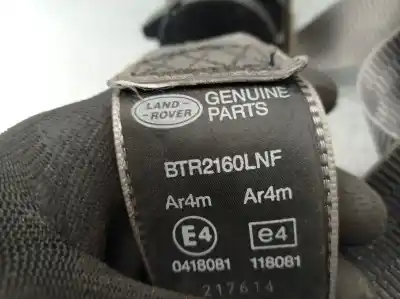 LAND-
-ROVER
GENUINE
PARTS
BTR2160LNF
Ar4m Ar4m
E4 e4
0418081 118081
217614